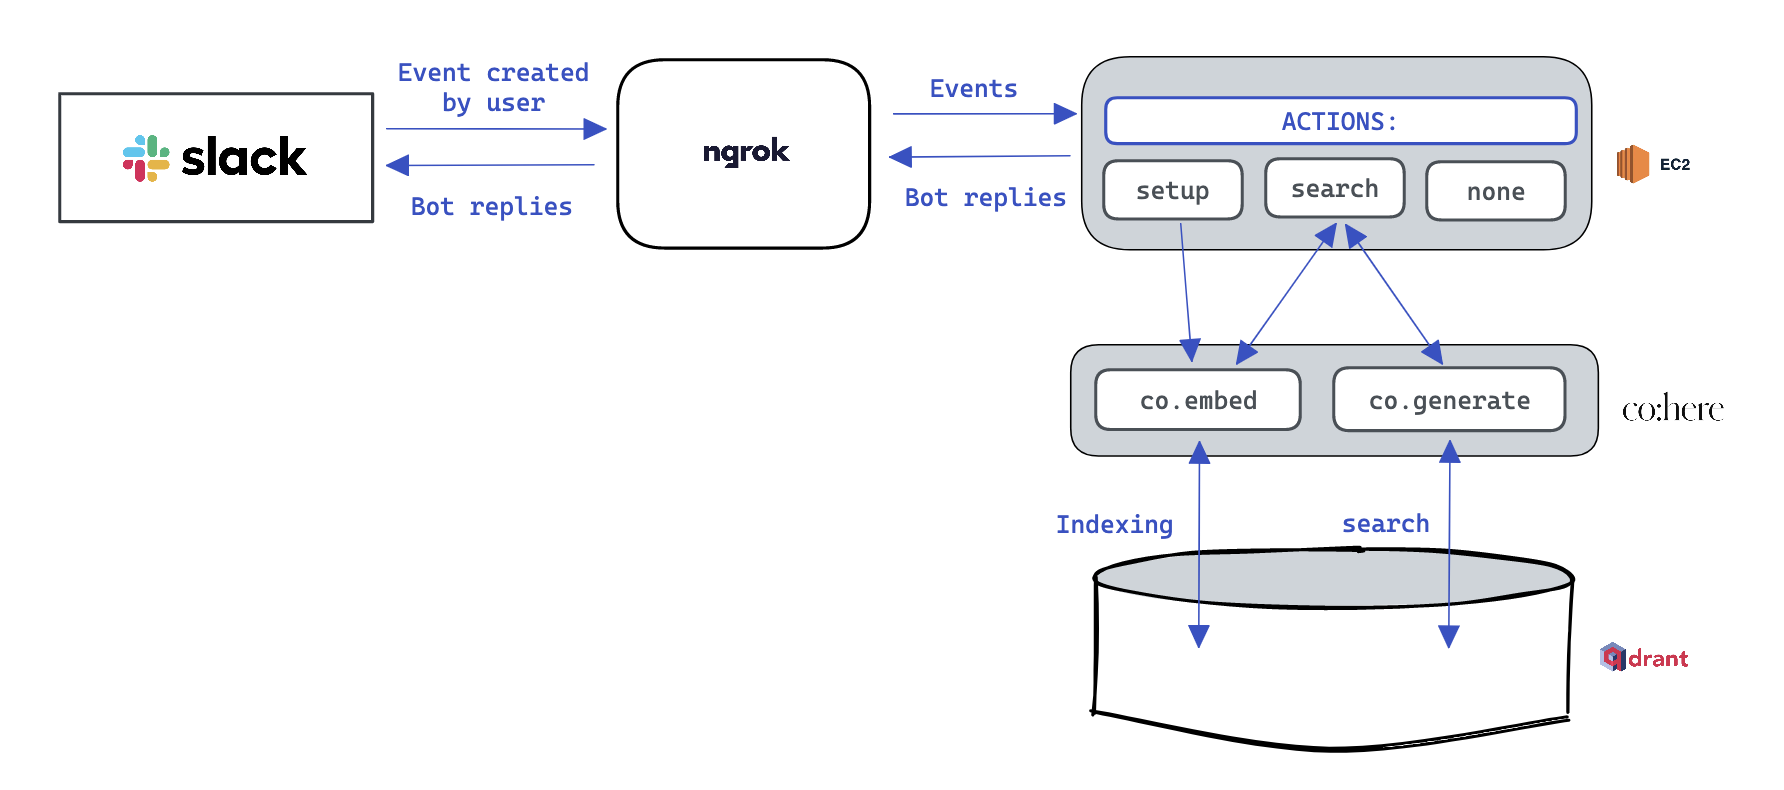 Event created
by user
slack
Bot replies
ngrok
Events
Bot replies
ACTIONS:
setup
search
none
EC2
co.embed
co.generate
co:here
Indexing
search
qdrant